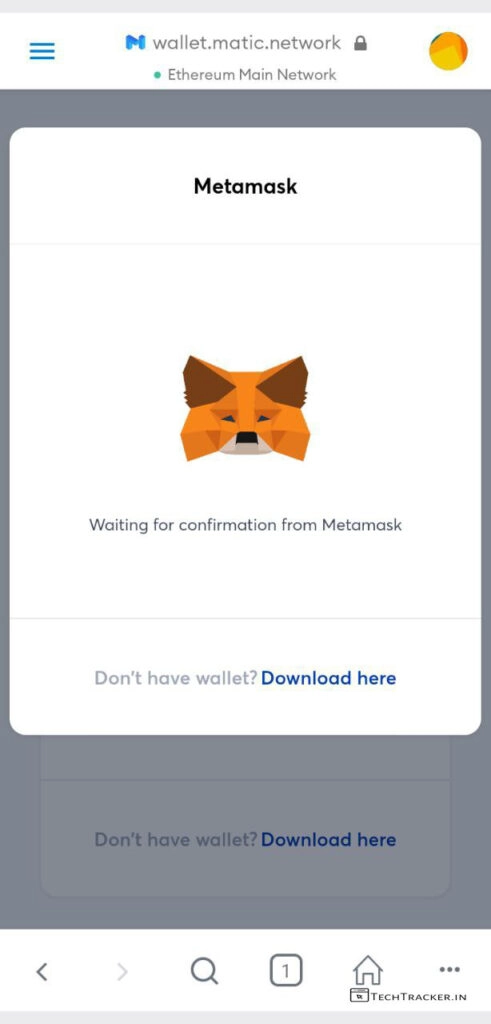 wallet.matic.network
Ethereum Main Network
Metamask
Waiting for confirmation from Metamask
Don't have wallet? Download here
Don't have wallet? Download here
1
TECHTRACKER.IN